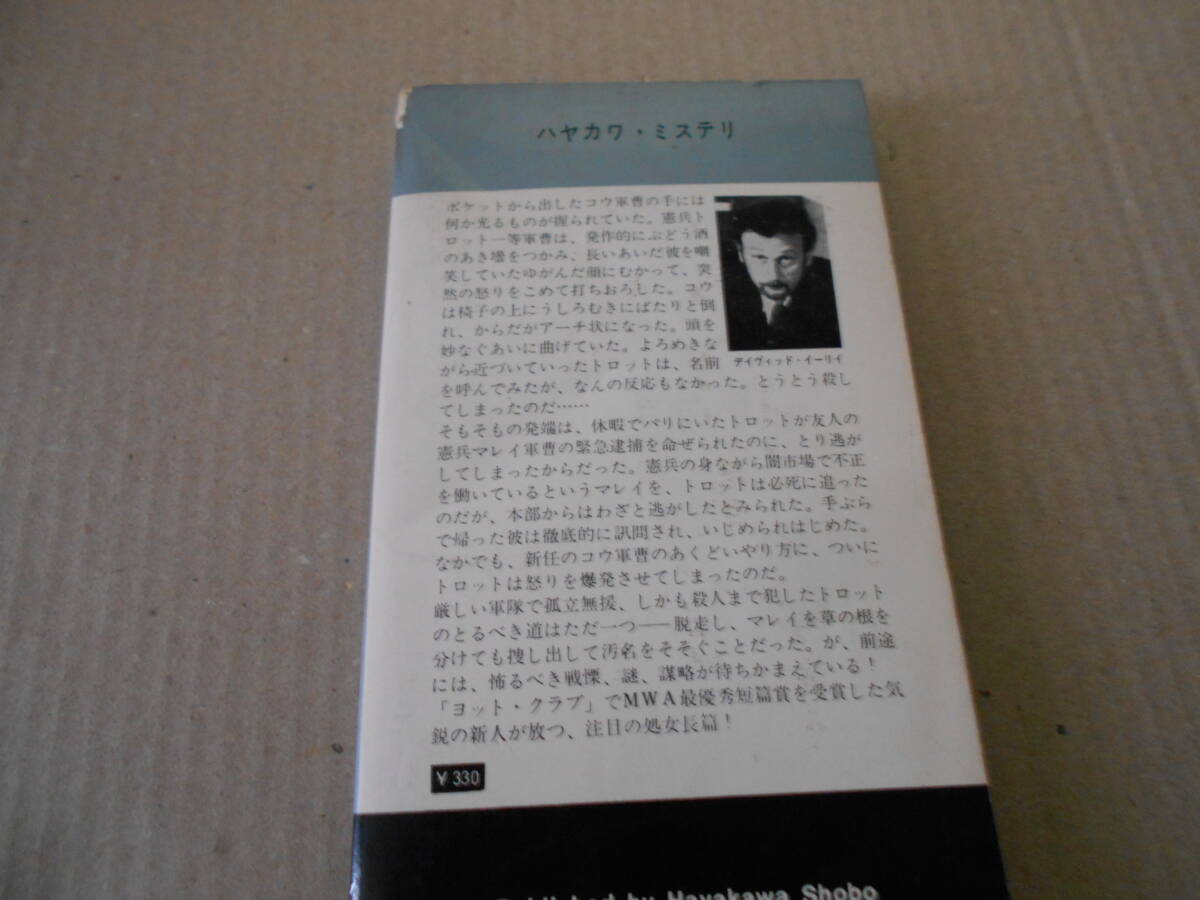 ハヤカワ・ミステリ
ポケットから出したコウ軍曹の手には
何か光るものが握られていた。憲兵ト
ロット一等軍曹は、発作的にぶどう酒
のあき壜をつかみ、長いあいだ彼を嘲
笑していたゆがんだ顔にむかって、突
然の怒りをこめて打ちおろした。コウ
は椅子の上にうしろむきにばたりと倒
れ、からだがアーチ状になった。頭を
妙なぐあいに曲げていた。よろめきな
がら近づいていったトロットは、名前
を呼んでみたが、なんの反応もなかった。とうとう殺し
てしまったのだ……
デイヴィッド・イーリイ
そもそもの発端は、休暇でパリにいたトロットが友人の
憲兵マレイ軍曹の緊急逮捕を命ぜられたのに、とり逃が
してしまったからだった。憲兵の身ながら闇市場で不正
を働いているというマレイを、トロットは必死に追った
のだが、本部からはわざと逃がしたとみられた。手ぶら
で帰った彼は徹底的に訊問され、いじめられはじめた。
なかでも、新任のコウ軍曹のあくどいやり方に、ついに
トロットは怒りを爆発させてしまったのだ。
厳しい軍隊で孤立無援、しかも殺人まで犯したトロット
のとるべき道はただ一つ——脱走し、マレイを草の根を
分けても捜し出して汚名をそそぐことだった。が、前途
には、怖るべき戦慄、謎、謀略が待ちかまえている！
「ヨット・クラブ」でMWA最優秀短篇賞を受賞した気
鋭の新人が放つ、注目の処女長篇！
¥330
Published by Hayakawa Shobo